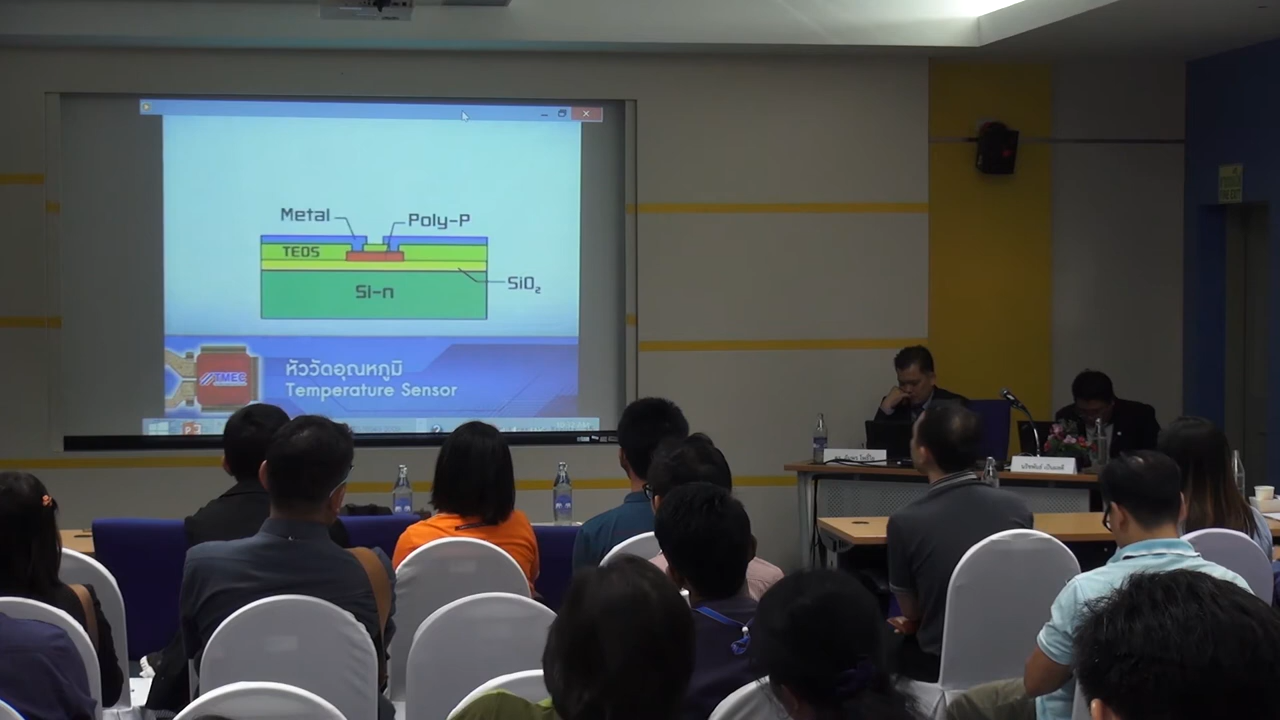 Metal
Poly-P
TEOS
SiO₂
Si-n
TMEC
หัววัดอุณหภูมิ
Temperature Sensor